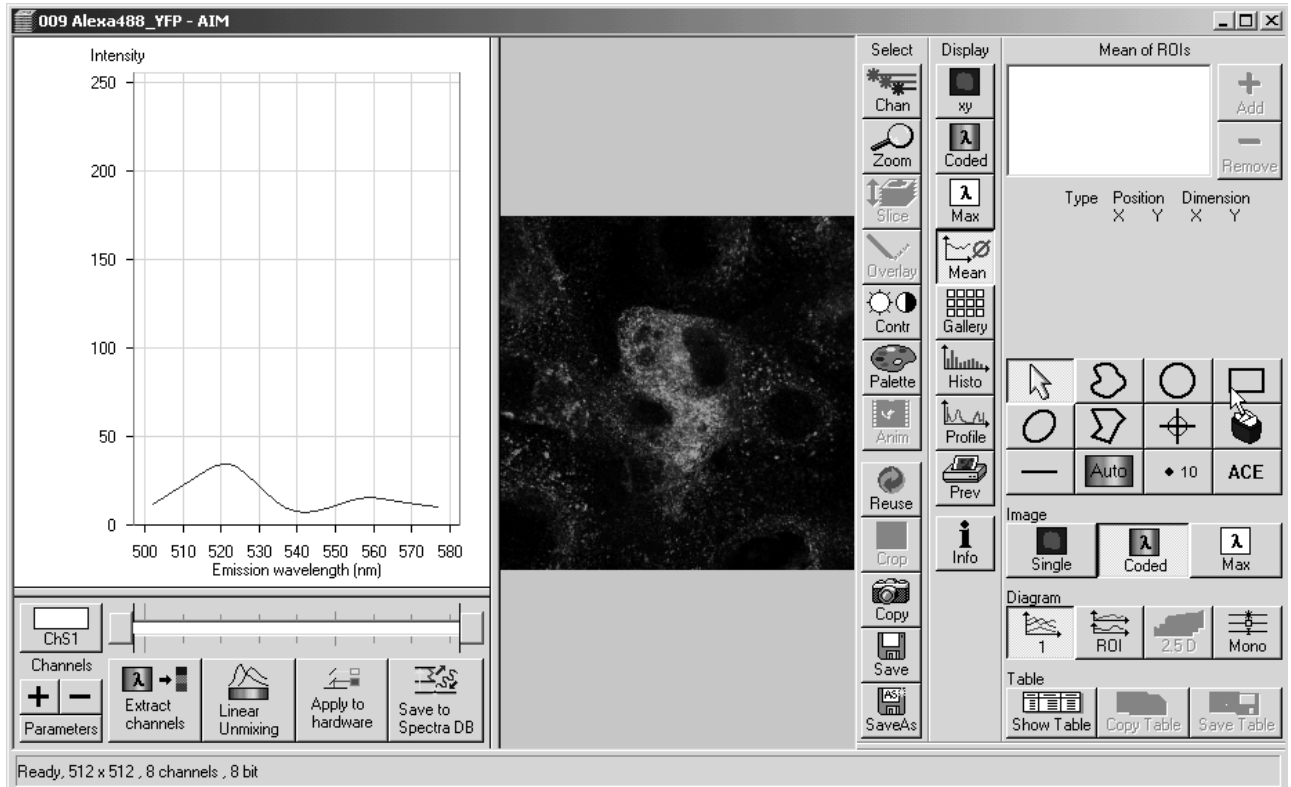 009 Alexa488_YFP - AIM
Intensity
250
200
150
100
50
0
500 510 520 530 540 550 560 570 580
Emission wavelength (nm)
ChS1
Channels
+ −
Parameters
λ
Extract
channels
Linear
Unmixing
Apply to
hardware
Save to
Spectra DB
Select
Chan
Zoom
Slice
Overlay
Contr
Palette
Anim
Reuse
Crop
Copy
Save
AS
SaveAs
Display
xy
λ
Coded
λ
Max
Mean
Gallery
Histo
Profile
Prev
i
Info
Mean of ROIs
+
Add
−
Remove
Type Position Dimension
X Y X Y
Auto 10 ACE
Image
λ λ
Single Coded Max
Diagram
1 ROI 2.5 D Mono
Table
Show Table Copy Table Save Table
Ready, 512 x 512 , 8 channels , 8 bit